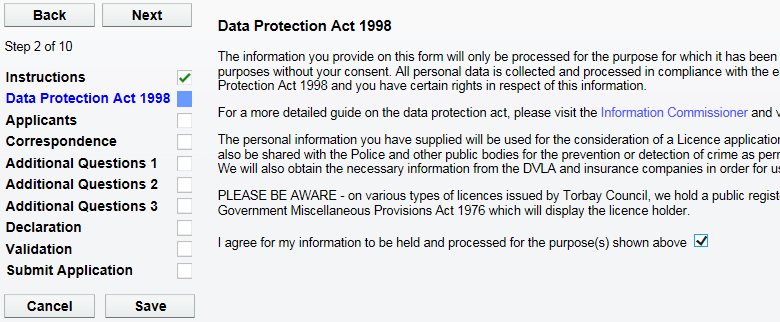 Back Next
Step 2 of 10
Instructions
Data Protection Act 1998
Applicants
Correspondence
Additional Questions 1
Additional Questions 2
Additional Questions 3
Declaration
Validation
Submit Application
Cancel Save
Data Protection Act 1998
The information you provide on this form will only be processed for the purpose for which it has been
purposes without your consent. All personal data is collected and processed in compliance with the e
Protection Act 1998 and you have certain rights in respect of this information.
For a more detailed guide on the data protection act, please visit the Information Commissioner and v
The personal information you have supplied will be used for the consideration of a Licence application
also be shared with the Police and other public bodies for the prevention or detection of crime as per
We will also obtain the necessary information from the DVLA and insurance companies in order for us
PLEASE BE AWARE - on various types of licences issued by Torbay Council, we hold a public regist
Government Miscellaneous Provisions Act 1976 which will display the licence holder.
I agree for my information to be held and processed for the purpose(s) shown above